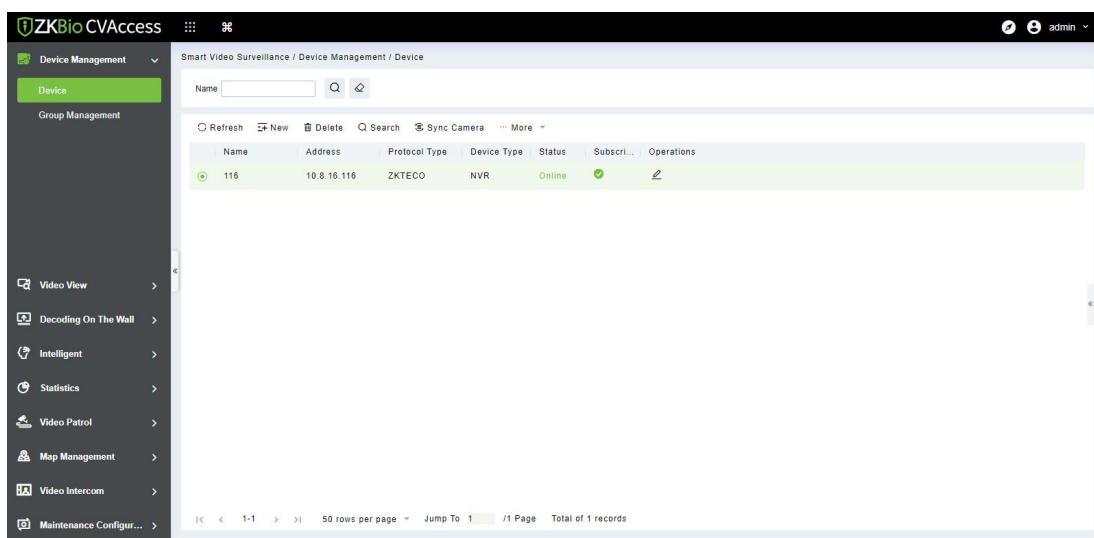 ZKBio CVAccess
admin
Device Management
Smart Video Surveillance / Device Management / Device
Device
Name
Group Management
Refresh New Delete Search Sync Camera ··· More
Name Address Protocol Type Device Type Status Subscri... Operations
116 10.8.16.116 ZKTECO NVR Online
Video View
Decoding On The Wall
Intelligent
Statistics
Video Patrol
Map Management
Video Intercom
Maintenance Configur...
|< < 1-1 > >| 50 rows per page Jump To 1 /1 Page Total of 1 records